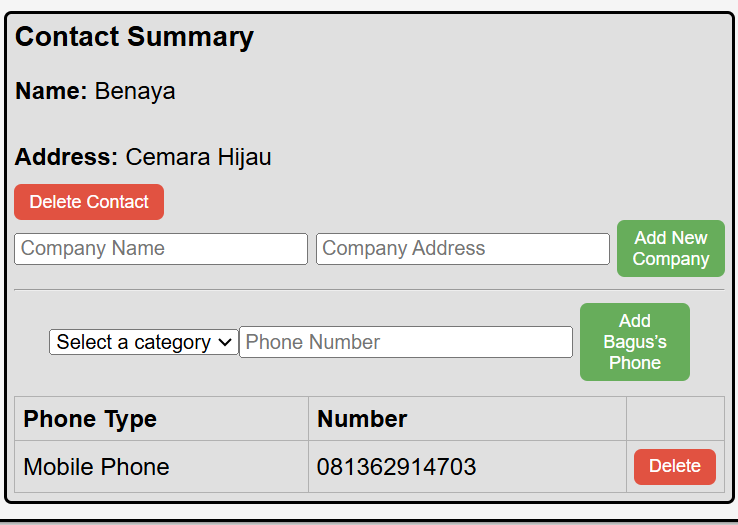 Contact Summary
Name: Benaya
Address: Cemara Hijau
Delete Contact
Company Name
Company Address
Add New
Company
Select a category
Phone Number
Add
Bagus's
Phone
Phone Type
Number
Mobile Phone
081362914703
Delete